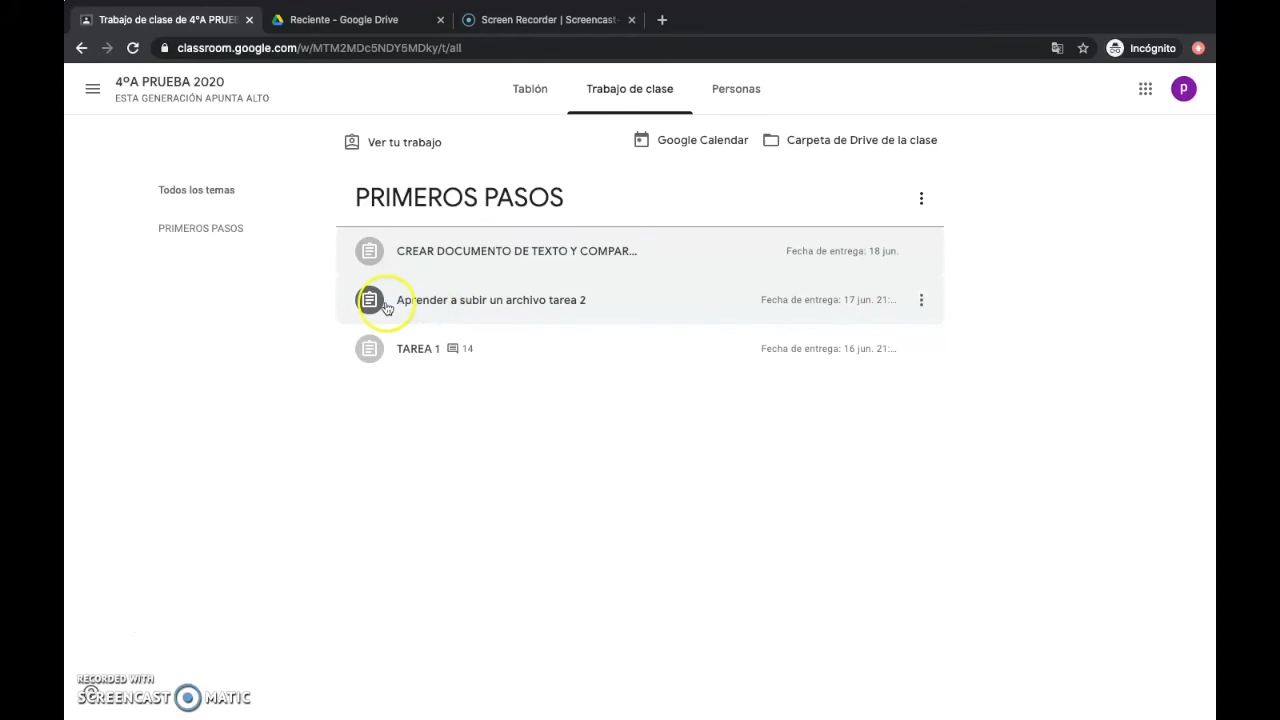 Trabajo de clase de 4ºA PRUEB
Reciente - Google Drive
Screen Recorder | Screencast-
classroom.google.com/w/MTM2MDc5NDY5MDky/t/all
Incógnito
4ºA PRUEBA 2020
ESTA GENERACIÓN APUNTA ALTO
Tablón
Trabajo de clase
Personas
p
Ver tu trabajo
Google Calendar
Carpeta de Drive de la clase
Todos los temas
PRIMEROS PASOS
PRIMEROS PASOS
CREAR DOCUMENTO DE TEXTO Y COMPAR...
Fecha de entrega: 18 jun.
Aprender a subir un archivo tarea 2
Fecha de entrega: 17 jun. 21:...
TAREA 1 14
Fecha de entrega: 16 jun. 21:...
RECORDED WITH
SCREENCAST MATIC